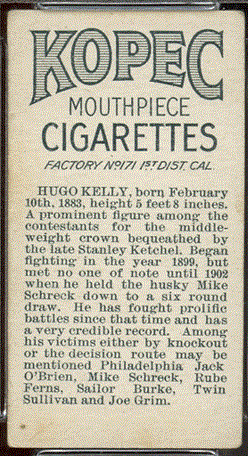 KOPEC
MOUTHPIECE
CIGARETTES
FACTORY No 171 1ST DIST. CAL.
HUGO KELLY, born February
10th, 1883, height 5 feet 8 inches.
A prominent figure among the
contestants for the middle-
weight crown bequeathed by
the late Stanley Ketchel. Began
fighting in the year 1899, but
met no one of note until 1902
when he held the husky Mike
Schreck down to a six round
draw. He has fought prolific
battles since that time and has
a very credible record. Among
his victims either by knockout
or the decision route may be
mentioned Philadelphia Jack
O'Brien, Mike Schreck, Rube
Ferns, Sailor Burke, Twin
Sullivan and Joe Grim.